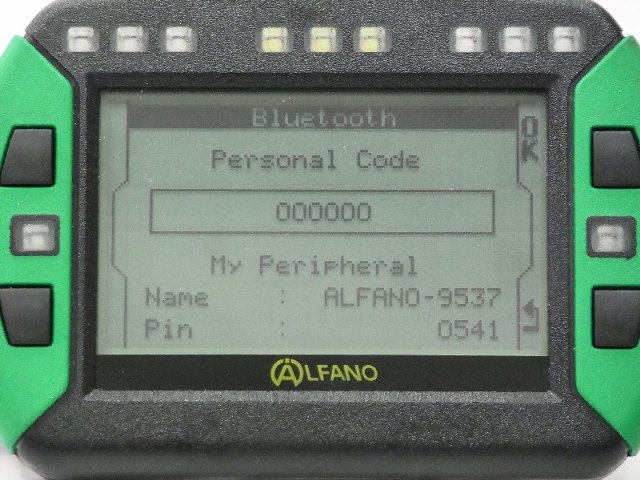 Bluetooth
OK
Personal Code
000000
My Peripheral
Name : ALFANO-9537
Pin : 0541
ALFANO